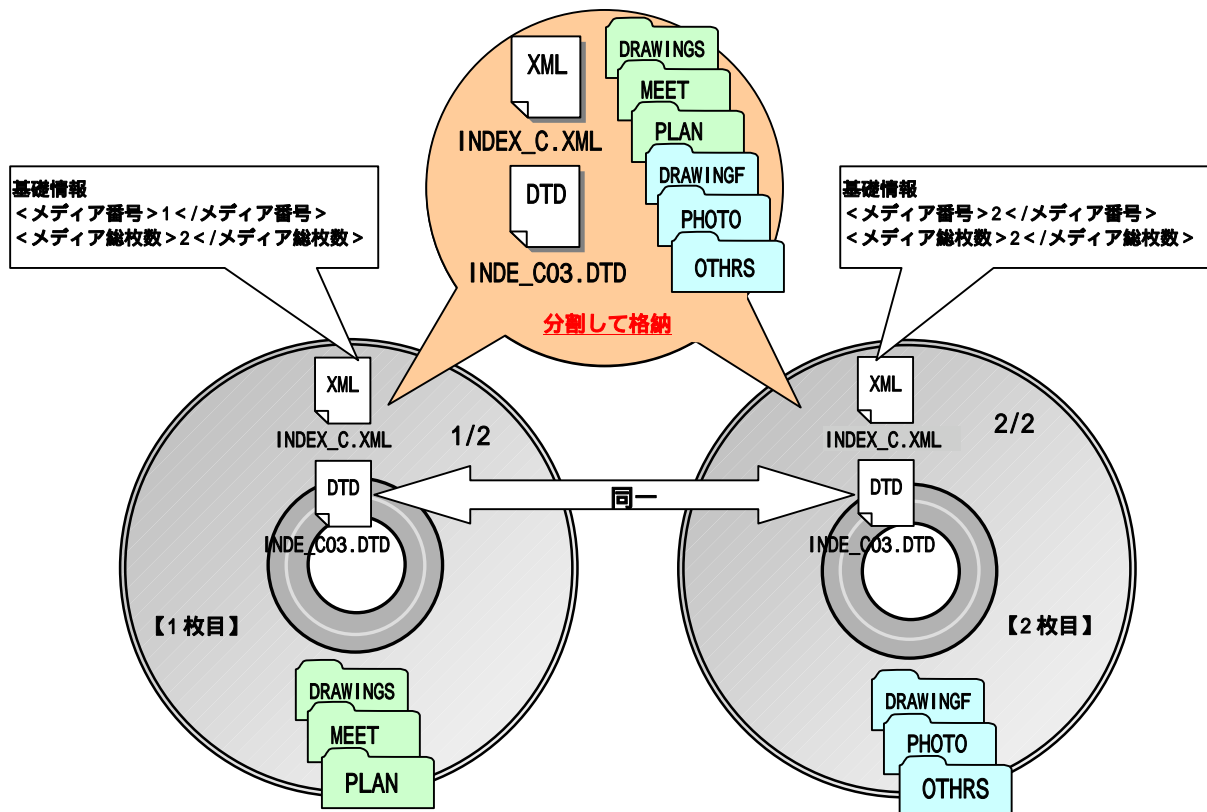 XML
INDEX_C.XML
DTD
INDE_C03.DTD
DRAWINGS
MEET
PLAN
DRAWINGF
PHOTO
OTHRS
分割して格納
基礎情報
<メディア番号>1</メディア番号>
<メディア総枚数>2</メディア総枚数>
基礎情報
<メディア番号>2</メディア番号>
<メディア総枚数>2</メディア総枚数>
XML
INDEX_C.XML
1/2
DTD
INDE_C03.DTD
【1枚目】
DRAWINGS
MEET
PLAN
同一
XML
INDEX_C.XML
2/2
DTD
INDE_C03.DTD
【2枚目】
DRAWINGF
PHOTO
OTHRS